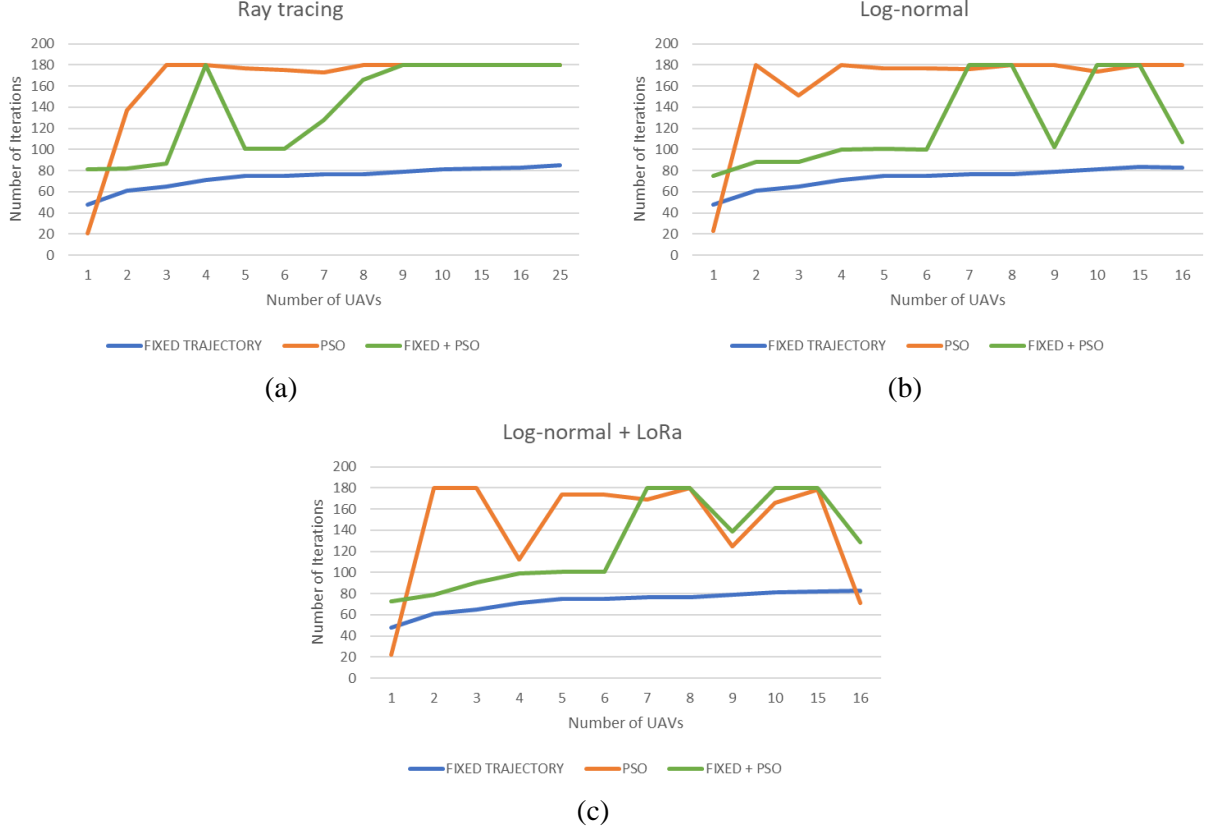 Ray tracing
Number of Iterations
200
180
160
140
120
100
80
60
40
20
0
1 2 3 4 5 6 7 8 9 10 15 16 25
Number of UAVs
FIXED TRAJECTORY PSO FIXED + PSO
(a)
Log-normal
Number of Iterations
200
180
160
140
120
100
80
60
40
20
0
1 2 3 4 5 6 7 8 9 10 15 16
Number of UAVs
FIXED TRAJECTORY PSO FIXED + PSO
(b)
Log-normal + LoRa
Number of Iterations
200
180
160
140
120
100
80
60
40
20
0
1 2 3 4 5 6 7 8 9 10 15 16
Number of UAVs
FIXED TRAJECTORY PSO FIXED + PSO
(c)